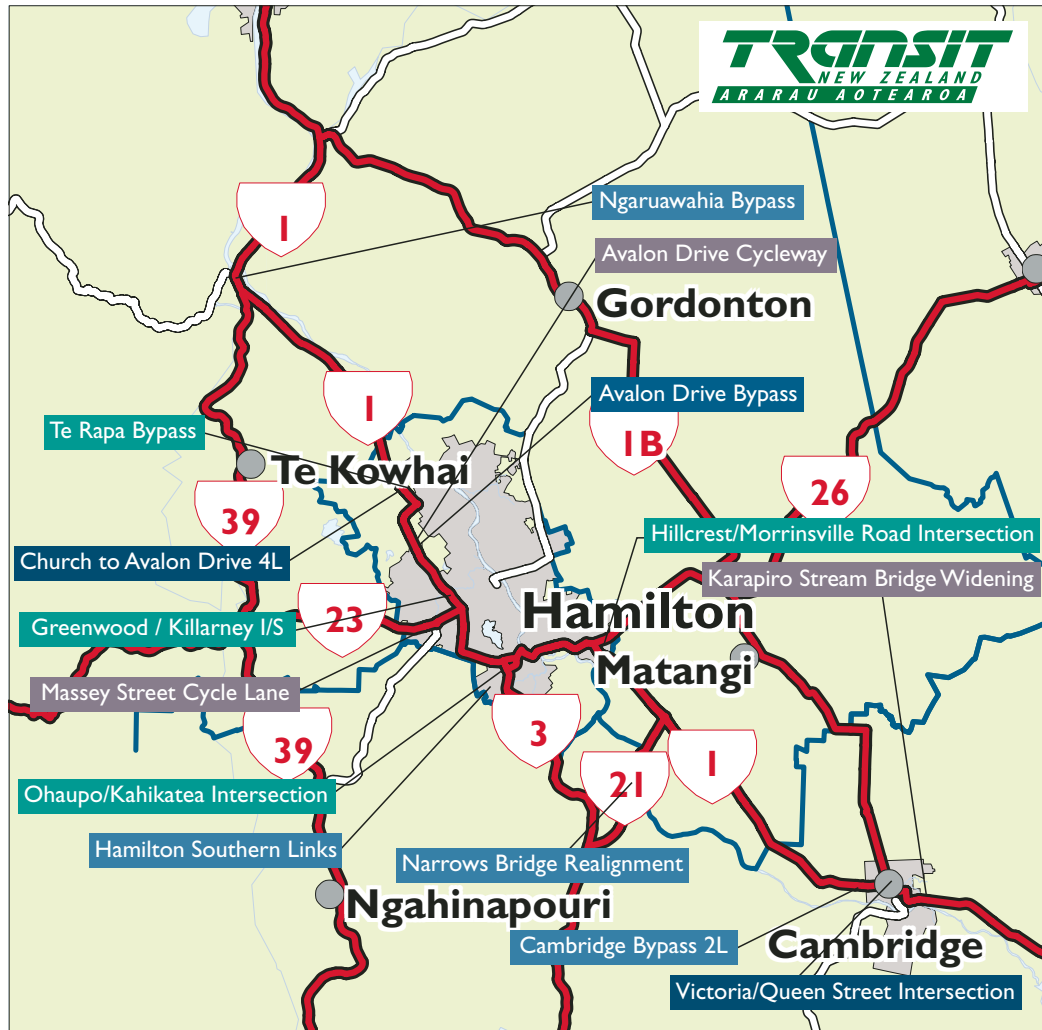 TRANSIT
NEW ZEALAND
ARARAU AOTEAROA
Ngaruawahia Bypass
1
Avalon Drive Cycleway
Gordonton
Avalon Drive Bypass
1
Te Rapa Bypass
1B
Te Kowhai
26
39
Hillcrest/Morrinsville Road Intersection
Church to Avalon Drive 4L
Karapiro Stream Bridge Widening
Hamilton
23
Greenwood / Killarney I/S
Matangi
Massey Street Cycle Lane
3
39
1
21
Ohaupo/Kahikatea Intersection
Hamilton Southern Links
Narrows Bridge Realignment
Ngahinapouri
Cambridge Bypass 2L
Cambridge
Victoria/Queen Street Intersection